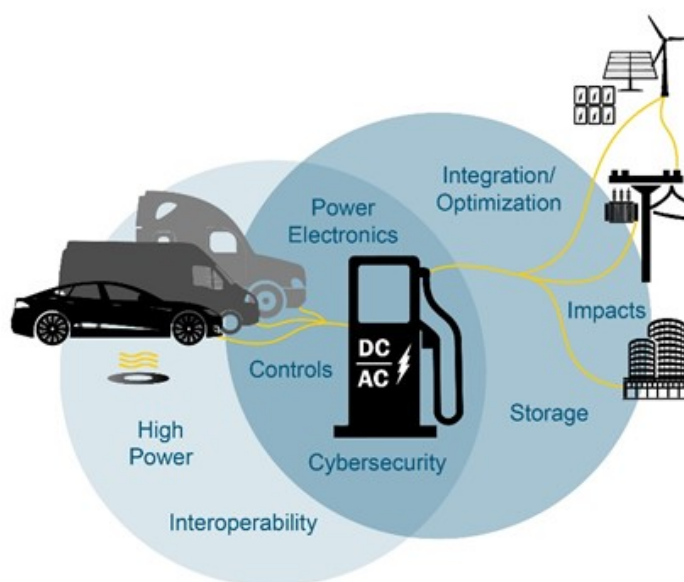 Integration/
Optimization
Power
Electronics
Impacts
DC
AC
Controls
Storage
High
Power
Cybersecurity
Interoperability